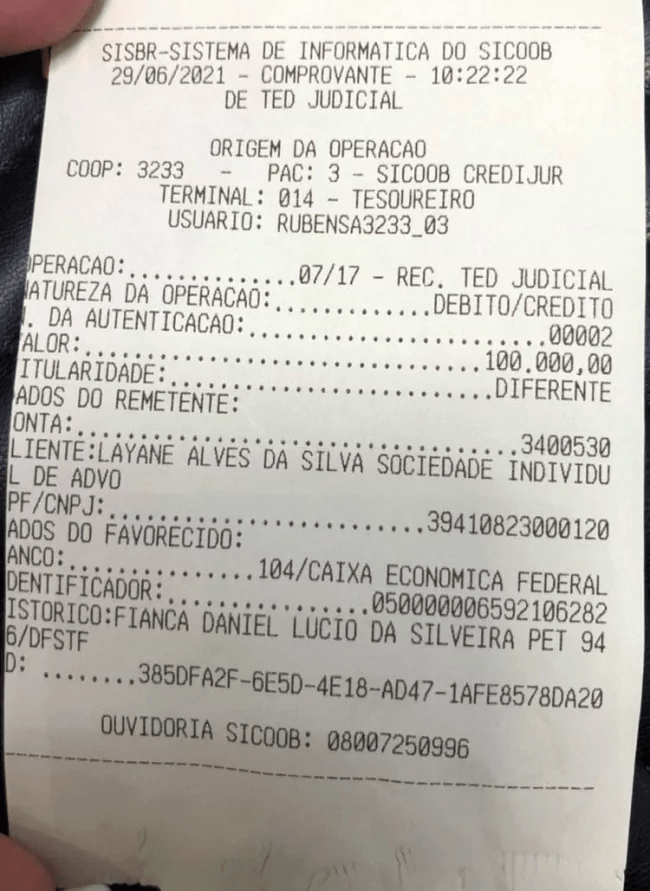 SISBR-SISTEMA DE INFORMATICA DO SICOOB
29/06/2021 - COMPROVANTE - 10:22:22
DE TED JUDICIAL
ORIGEM DA OPERACAO
COOP: 3233 - PAC: 3 - SICOOB CREDIJUR
TERMINAL: 014 - TESOUREIRO
USUARIO: RUBENSA3233_03
OPERACAO:..............07/17 - REC. TED JUDICIAL
NATUREZA DA OPERACAO:.............DEBITO/CREDITO
. DA AUTENTICACAO:.........................00002
ALOR:.................................100.000,00
ITULARIDADE:...........................DIFERENTE
ADOS DO REMETENTE:
ONTA:....................................3400530
LIENTE:LAYANE ALVES DA SILVA SOCIEDADE INDIVIDU
L DE ADVO
PF/CNPJ:..........................39410823000120
ADOS DO FAVORECIDO:
ANCO:...............104/CAIXA ECONOMICA FEDERAL
DENTIFICADOR:.................050000006592106282
ISTORICO:FIANCA DANIEL LUCIO DA SILVEIRA PET 94
6/DFSTF
D: ........385DFA2F-6E5D-4E18-AD47-1AFE8578DA20
OUVIDORIA SICOOB: 08007250996